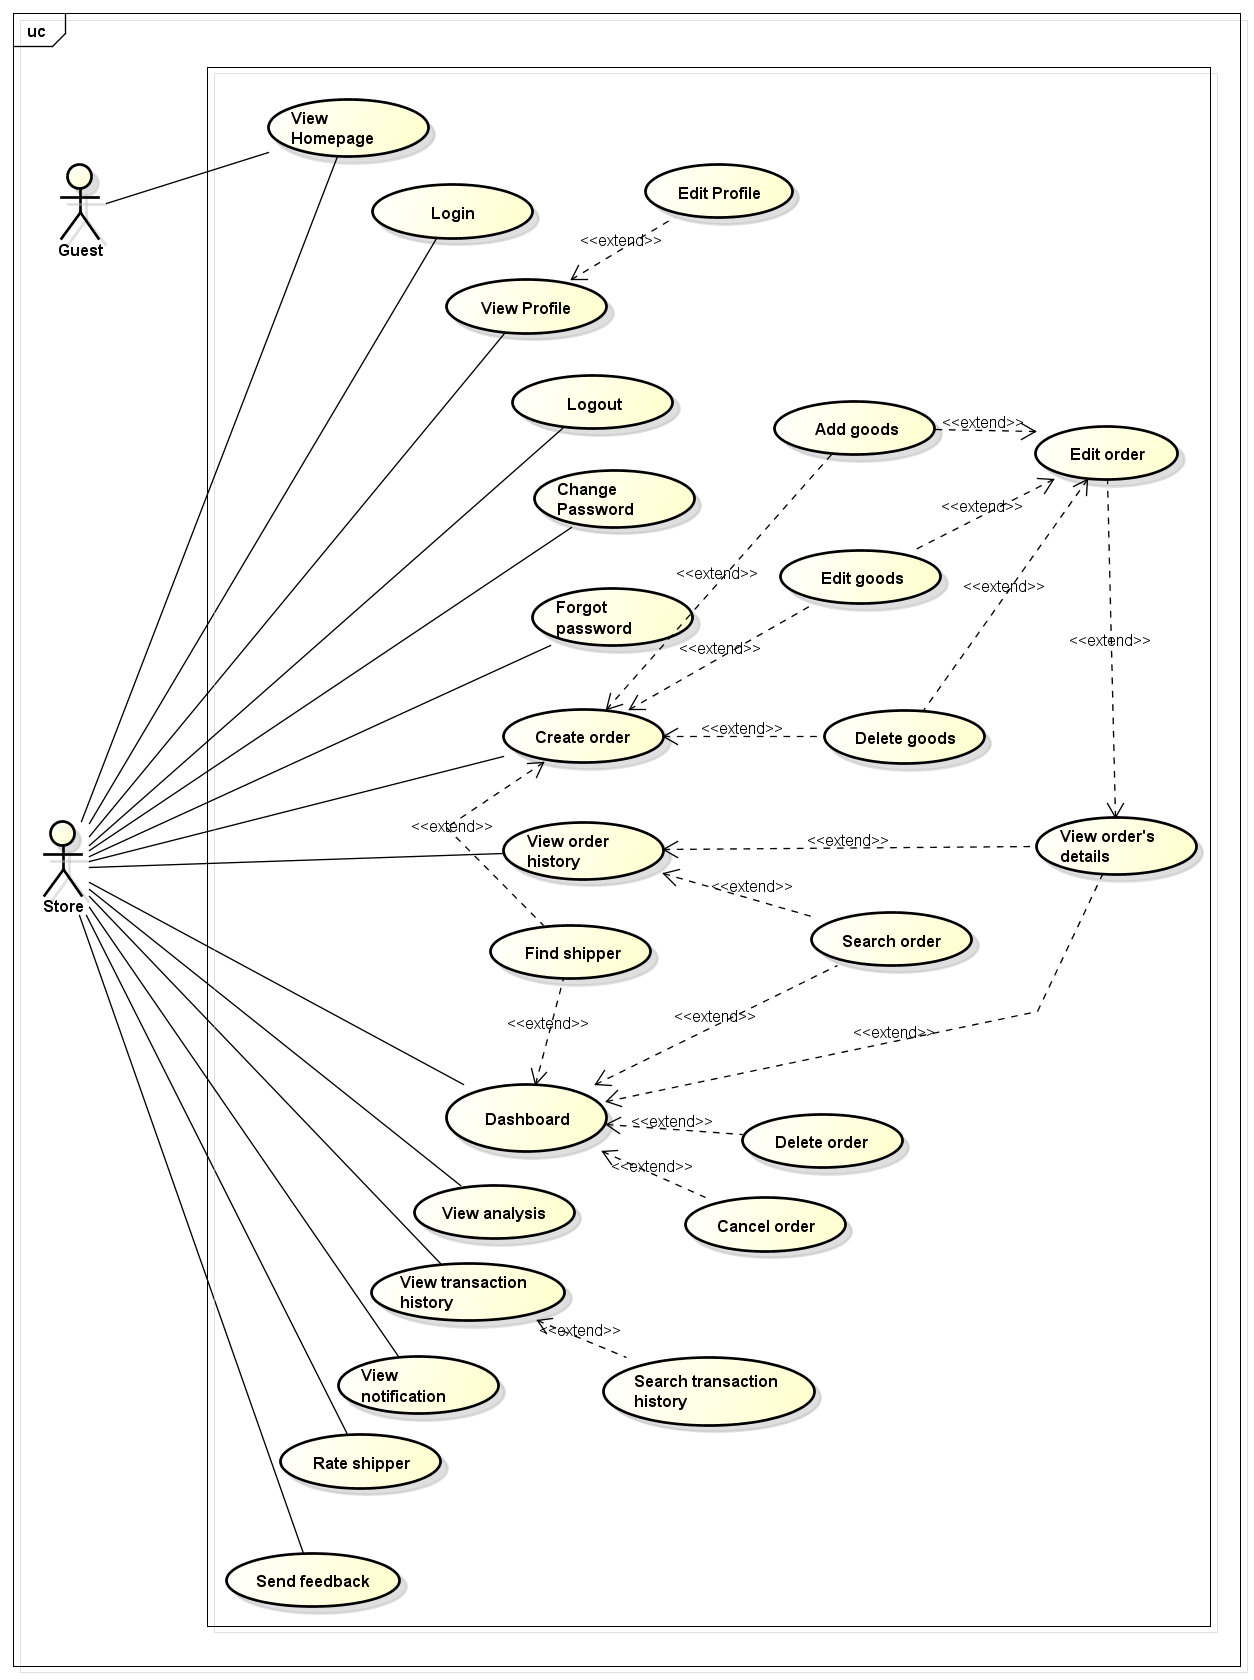 uc
View
Homepage
Guest
Login
Edit Profile
<<extend>>
View Profile
Logout
Add goods
<<extend>>
Edit order
Change
Password
<<extend>>
<<extend>>
Edit goods
<<extend>>
Forgot
password
<<extend>>
<<extend>>
Create order
<<extend>>
Delete goods
<<extend>>
View order
history
<<extend>>
View order's
details
Store
<<extend>>
Search order
Find shipper
<<extend>>
<<extend>>
<<extend>>
Dashboard
<<extend>>
Delete order
<<extend>>
View analysis
Cancel order
View transaction
history
<<extend>>
View
notification
Search transaction
history
Rate shipper
Send feedback